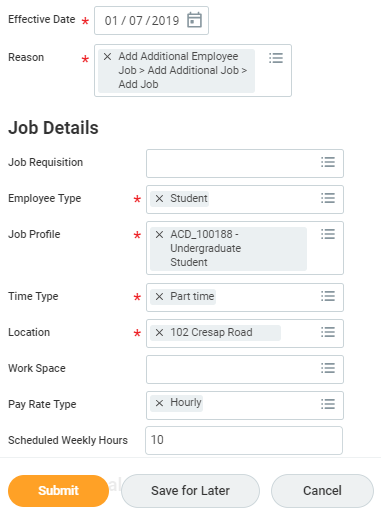 Effective Date * 01 / 07 / 2019
Reason * × Add Additional Employee
Job > Add Additional Job >
Add Job
Job Details
Job Requisition
Employee Type * × Student
Job Profile * × ACD_100188 -
Undergraduate
Student
Time Type * × Part time
Location * × 102 Cresap Road
Work Space
Pay Rate Type × Hourly
Scheduled Weekly Hours 10
Submit Save for Later Cancel